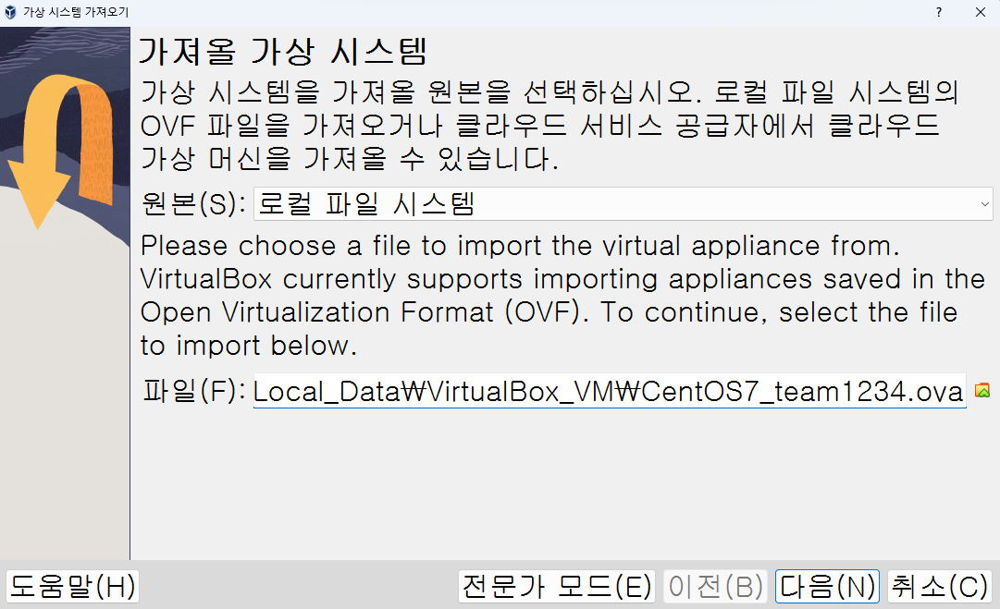 가상 시스템 가져오기
?
가져올 가상 시스템
가상 시스템을 가져올 원본을 선택하십시오. 로컬 파일 시스템의
OVF 파일을 가져오거나 클라우드 서비스 공급자에서 클라우드
가상 머신을 가져올 수 있습니다.
원본(S): 로컬 파일 시스템
Please choose a file to import the virtual appliance from.
VirtualBox currently supports importing appliances saved in the
Open Virtualization Format (OVF). To continue, select the file
to import below.
파일(F): Local_Data₩VirtualBox_VM₩CentOS7_team1234.ova
도움말(H) 전문가 모드(E) 이전(B) 다음(N) 취소(C)